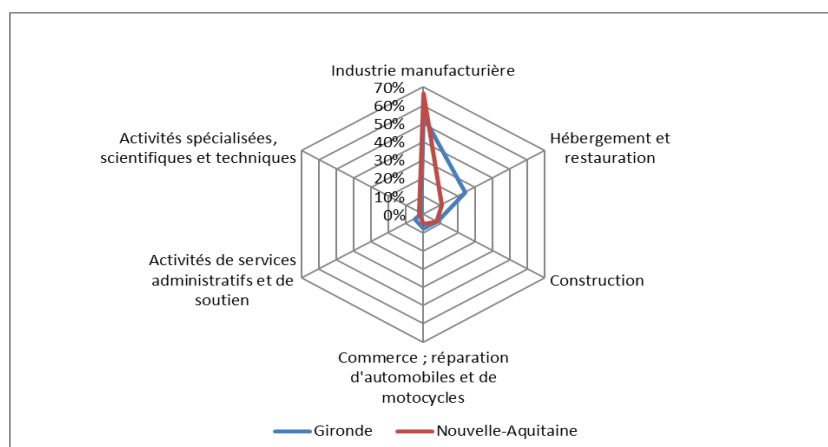 Industrie manufacturière
70%
60%
50%
40%
30%
20%
10%
0%
Hébergement et
restauration
Construction
Commerce ; réparation
d'automobiles et de
motocycles
Activités de services
administratifs et de
soutien
Activités spécialisées,
scientifiques et techniques
Gironde
Nouvelle-Aquitaine